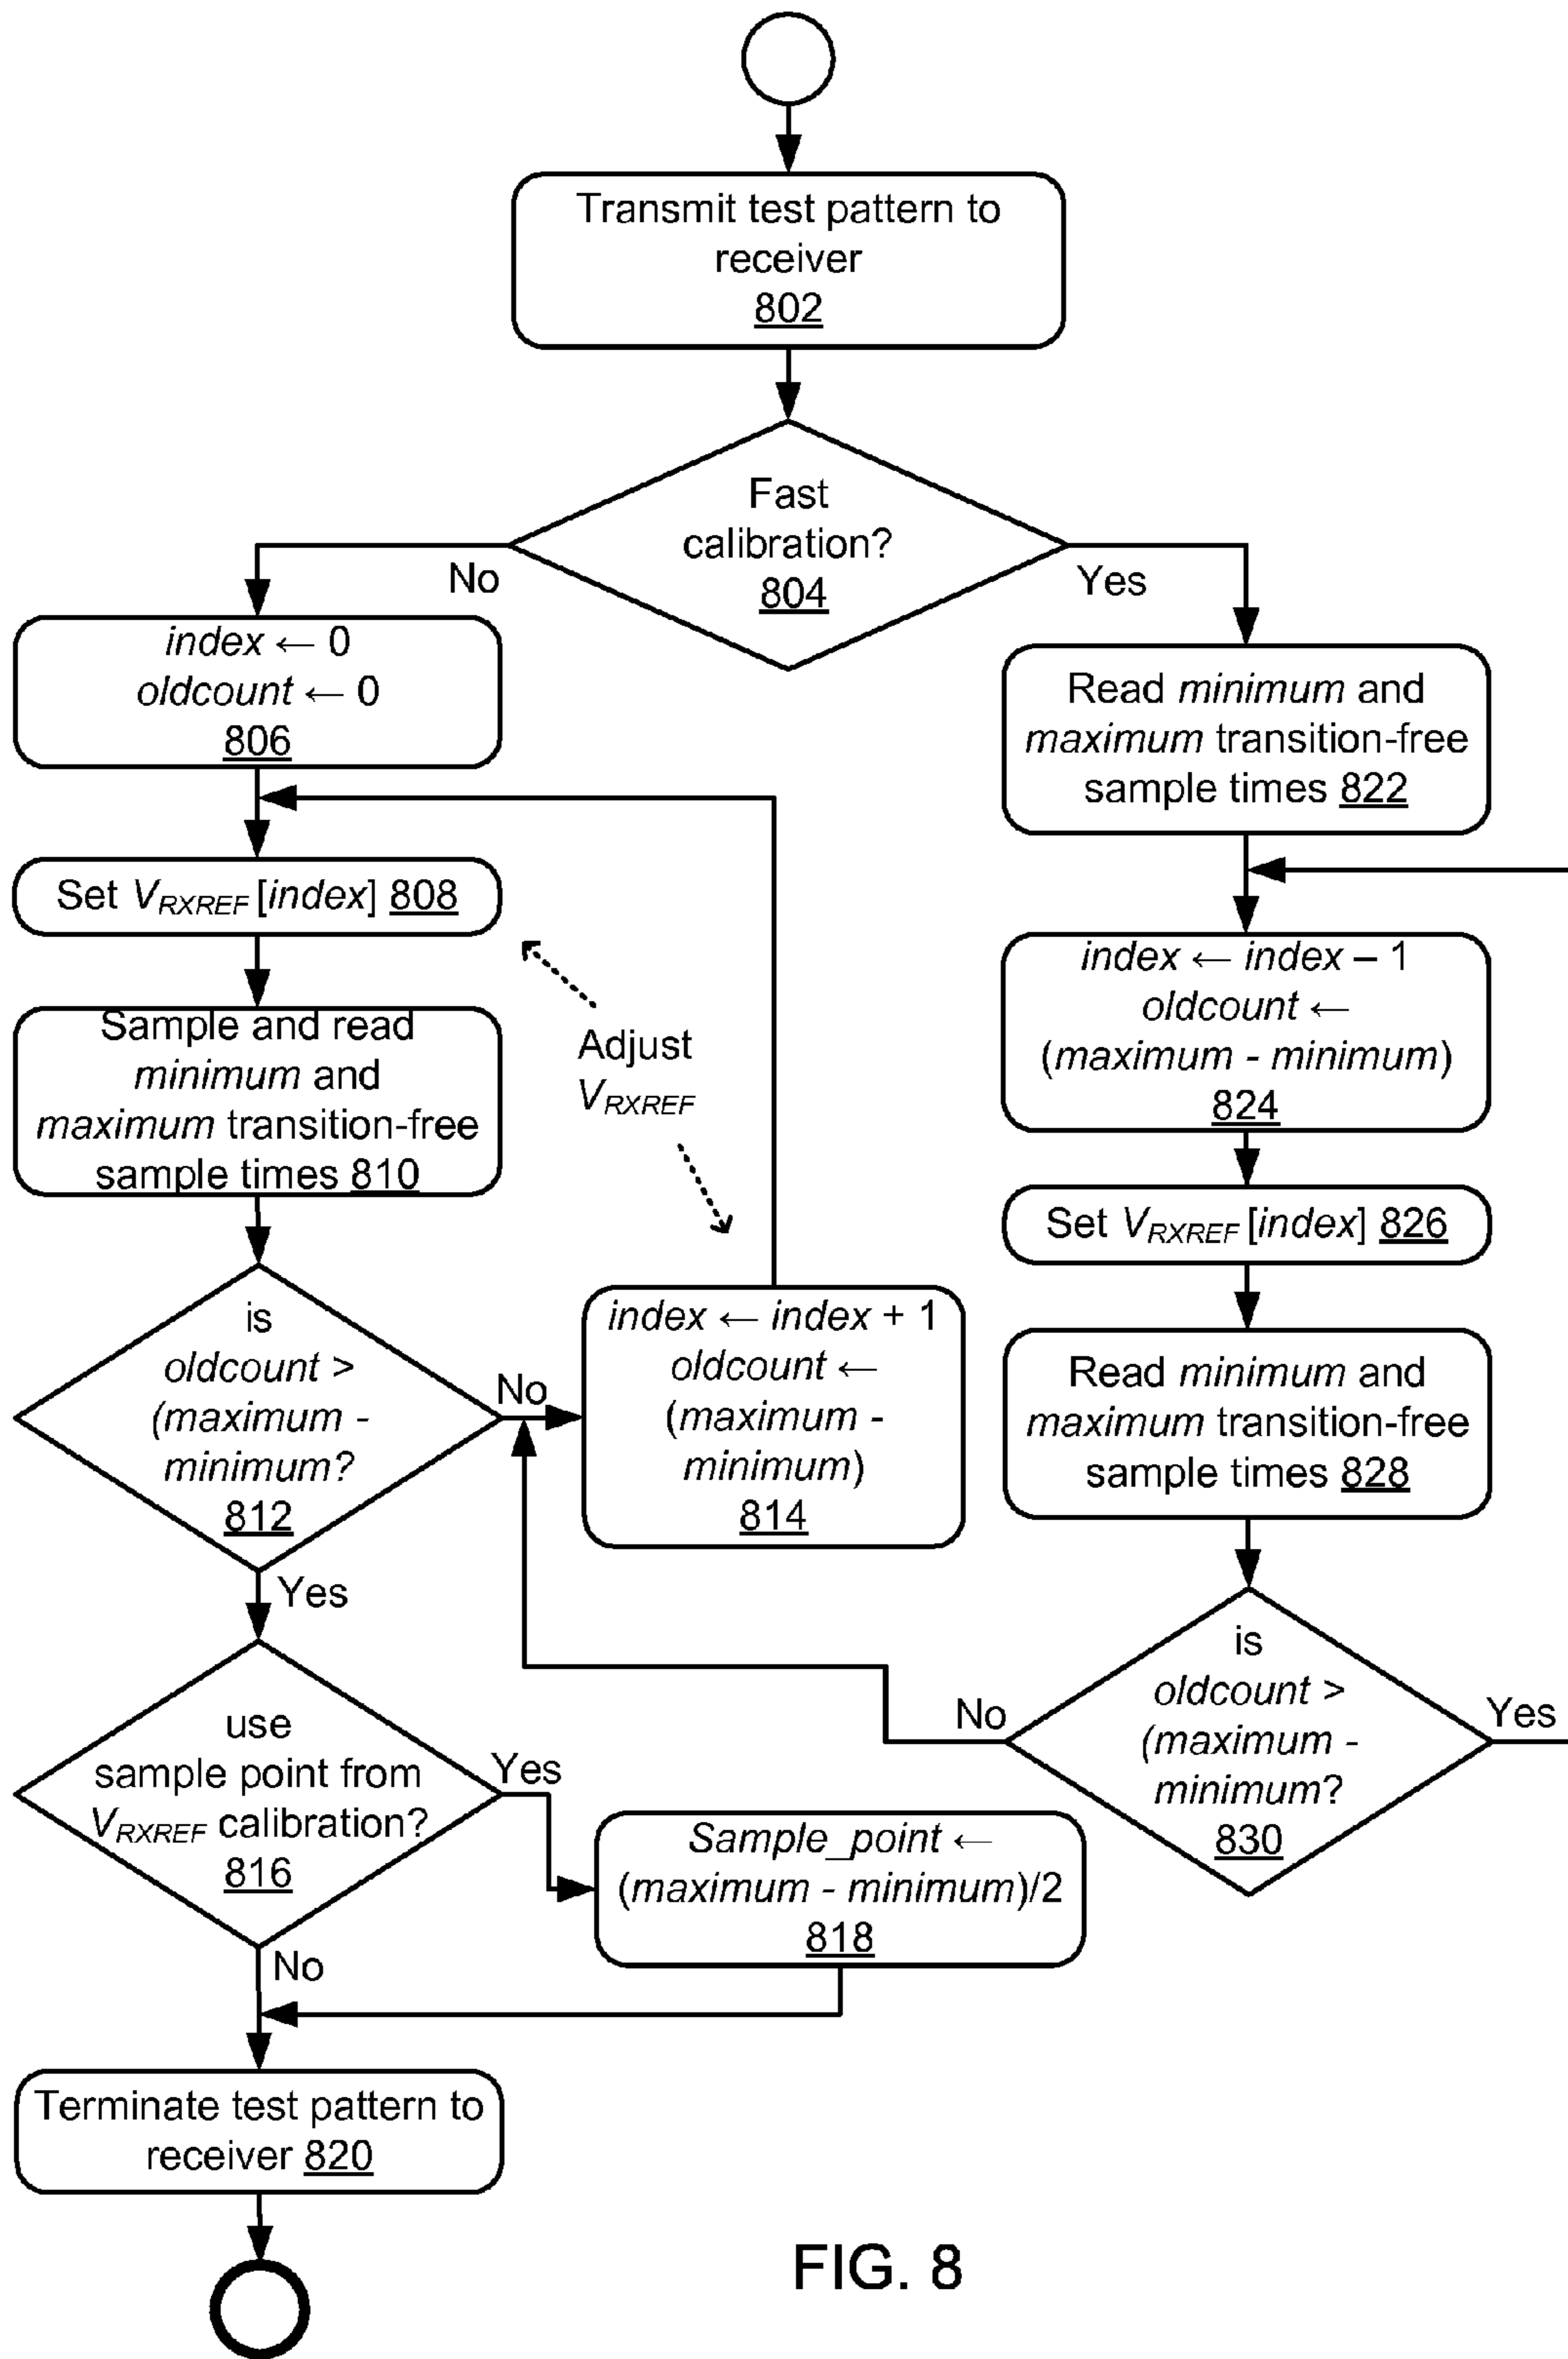 Transmit test pattern to
receiver
802
Fast
calibration?
804
No
Yes
index ← 0
oldcount ← 0
806
Set VRXREF [index] 808
Sample and read
minimum and
maximum transition-free
sample times 810
Adjust
VRXREF
is
oldcount >
(maximum -
minimum?
812
No
Yes
index ← index + 1
oldcount ←
(maximum -
minimum)
814
use
sample point from
VRXREF calibration?
816
Yes
No
Sample_point ←
(maximum - minimum)/2
818
Terminate test pattern to
receiver 820
Read minimum and
maximum transition-free
sample times 822
index ← index – 1
oldcount ←
(maximum - minimum)
824
Set VRXREF [index] 826
Read minimum and
maximum transition-free
sample times 828
is
oldcount >
(maximum -
minimum?
830
No
Yes
FIG. 8